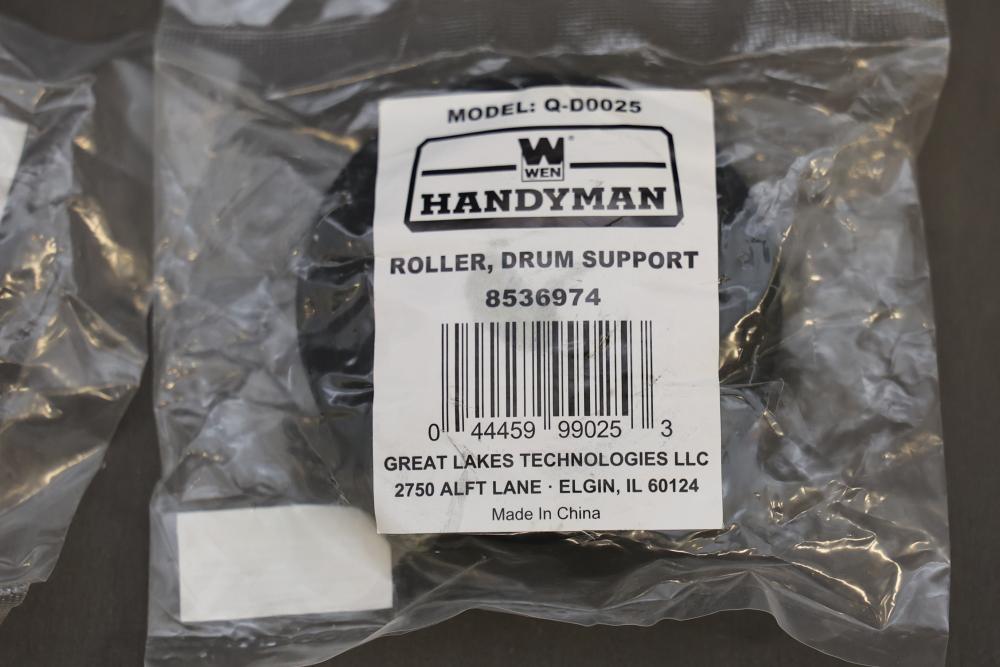 MODEL: Q-D0025
W®
WEN
HANDYMAN
ROLLER, DRUM SUPPORT
8536974
0 44459 99025 3
GREAT LAKES TECHNOLOGIES LLC
2750 ALFT LANE · ELGIN, IL 60124
Made In China